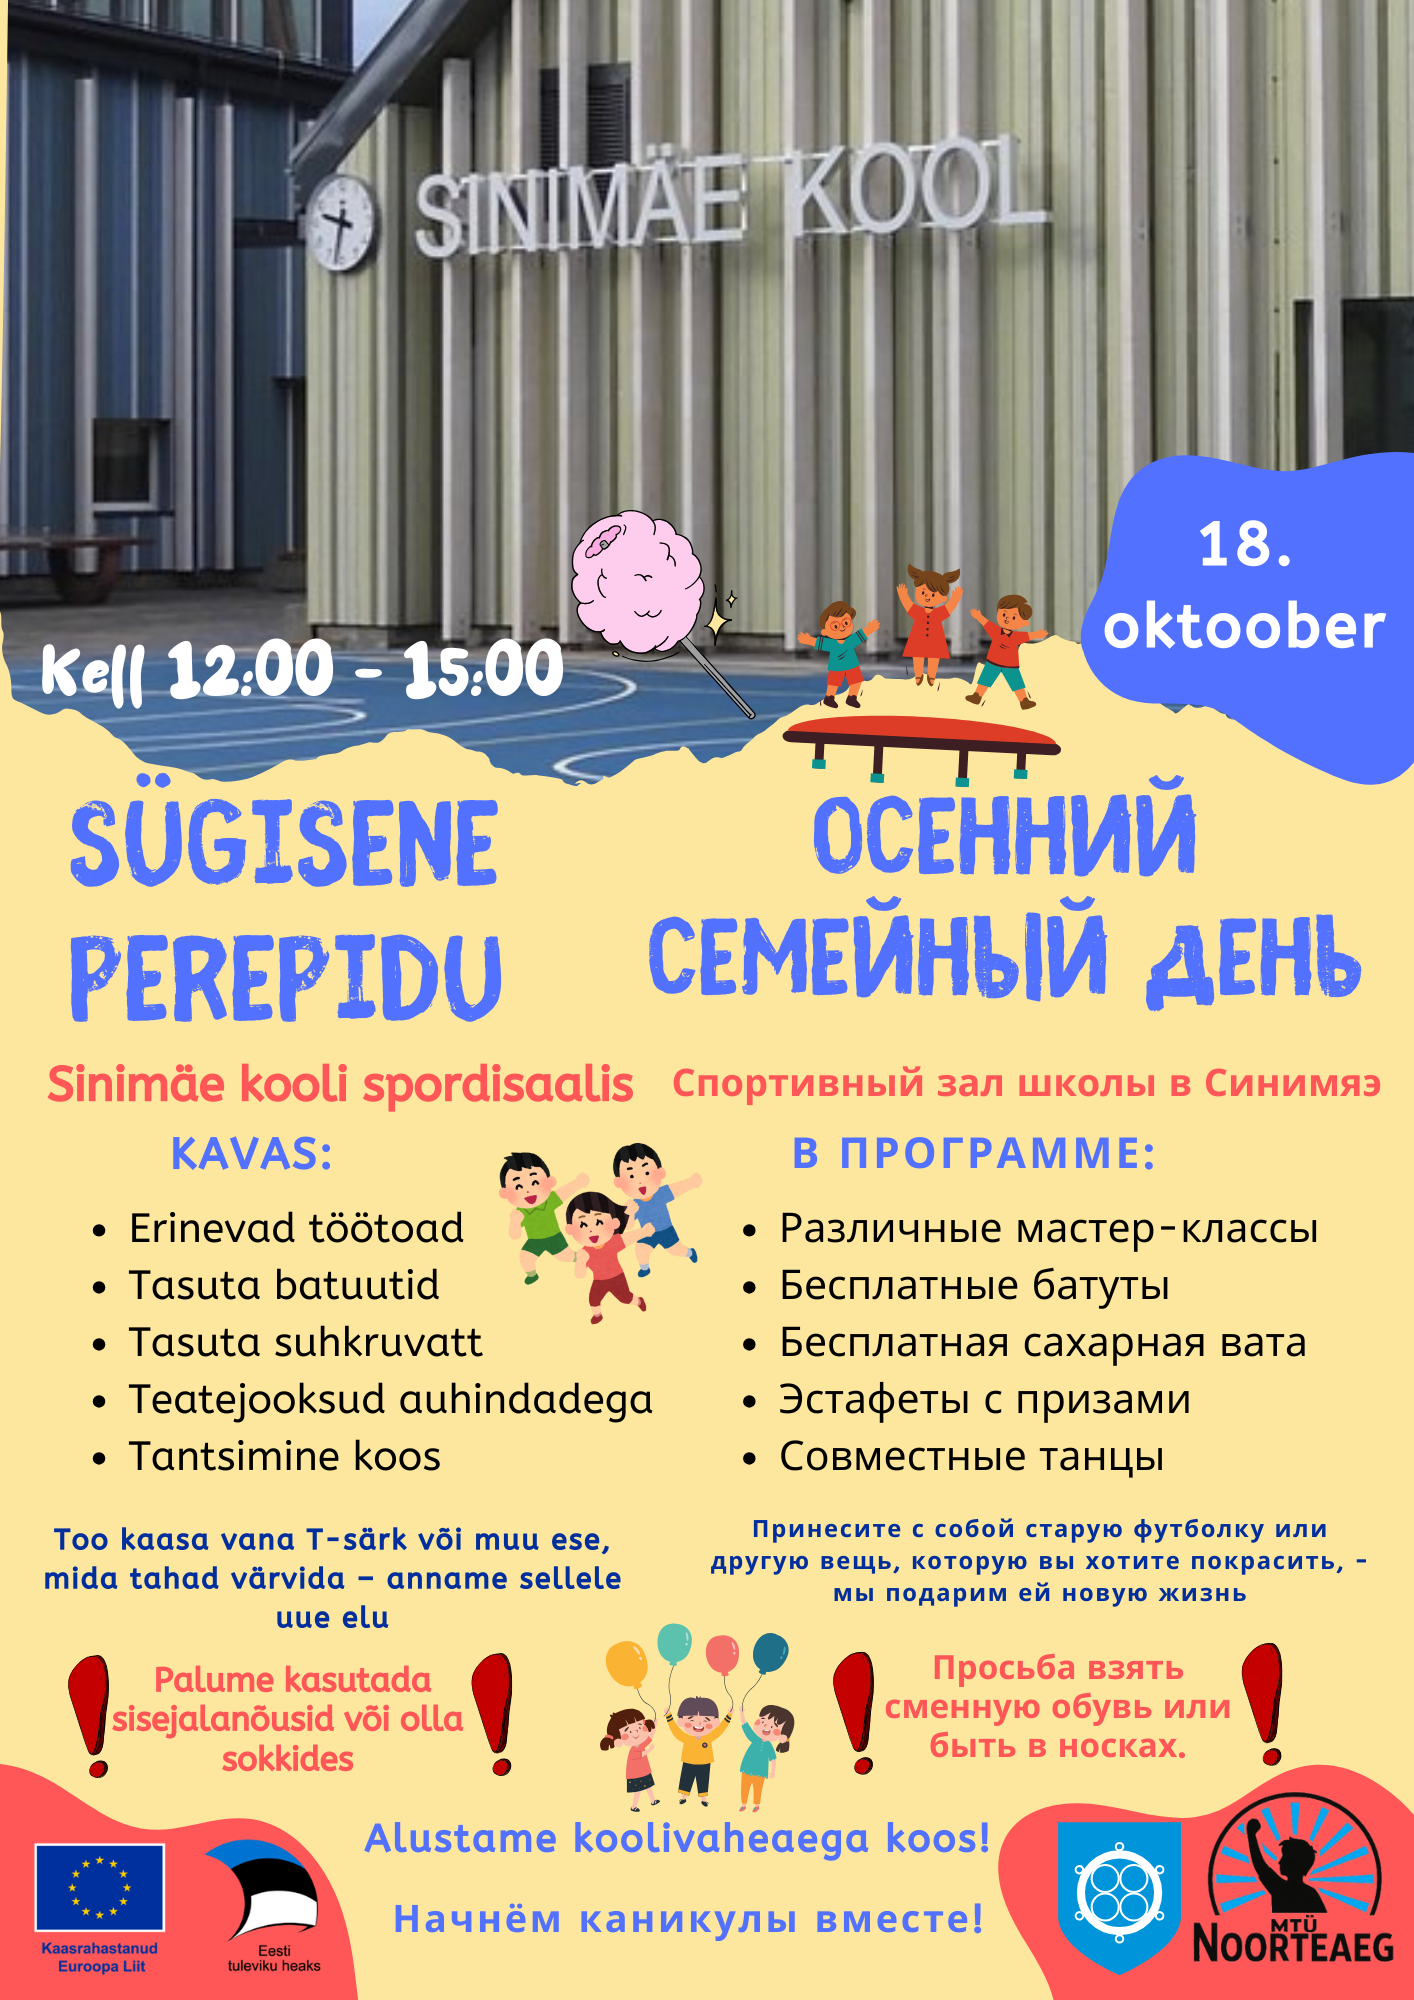 SINIMÄE KOOL
18.
oktoober
Kell 12:00 - 15:00
SÜGISENE
PEREPIDU
ОСЕННИЙ
СЕМЕЙНЫЙ ДЕНЬ
Sinimäe kooli spordisaalis
Спортивный зал школы в Синимяэ
KAVAS:
• Erinevad töötoad
• Tasuta batuutid
• Tasuta suhkruvatt
• Teatejooksud auhindadega
• Tantsimine koos
В ПРОГРАММЕ:
• Различные мастер-классы
• Бесплатные батуты
• Бесплатная сахарная вата
• Эстафеты с призами
• Совместные танцы
Too kaasa vana T-särk või muu ese,
mida tahad värvida – anname sellele
uue elu
Принесите с собой старую футболку или
другую вещь, которую вы хотите покрасить, -
мы подарим ей новую жизнь
Palume kasutada
sisejalanõusid või olla
sokkides
Просьба взять
сменную обувь или
быть в носках.
Alustame koolivaheaega koos!
Начнём каникулы вместе!
Kaasrahastanud
Euroopa Liit
Eesti
tuleviku heaks
MTÜ
NOORTEAEG